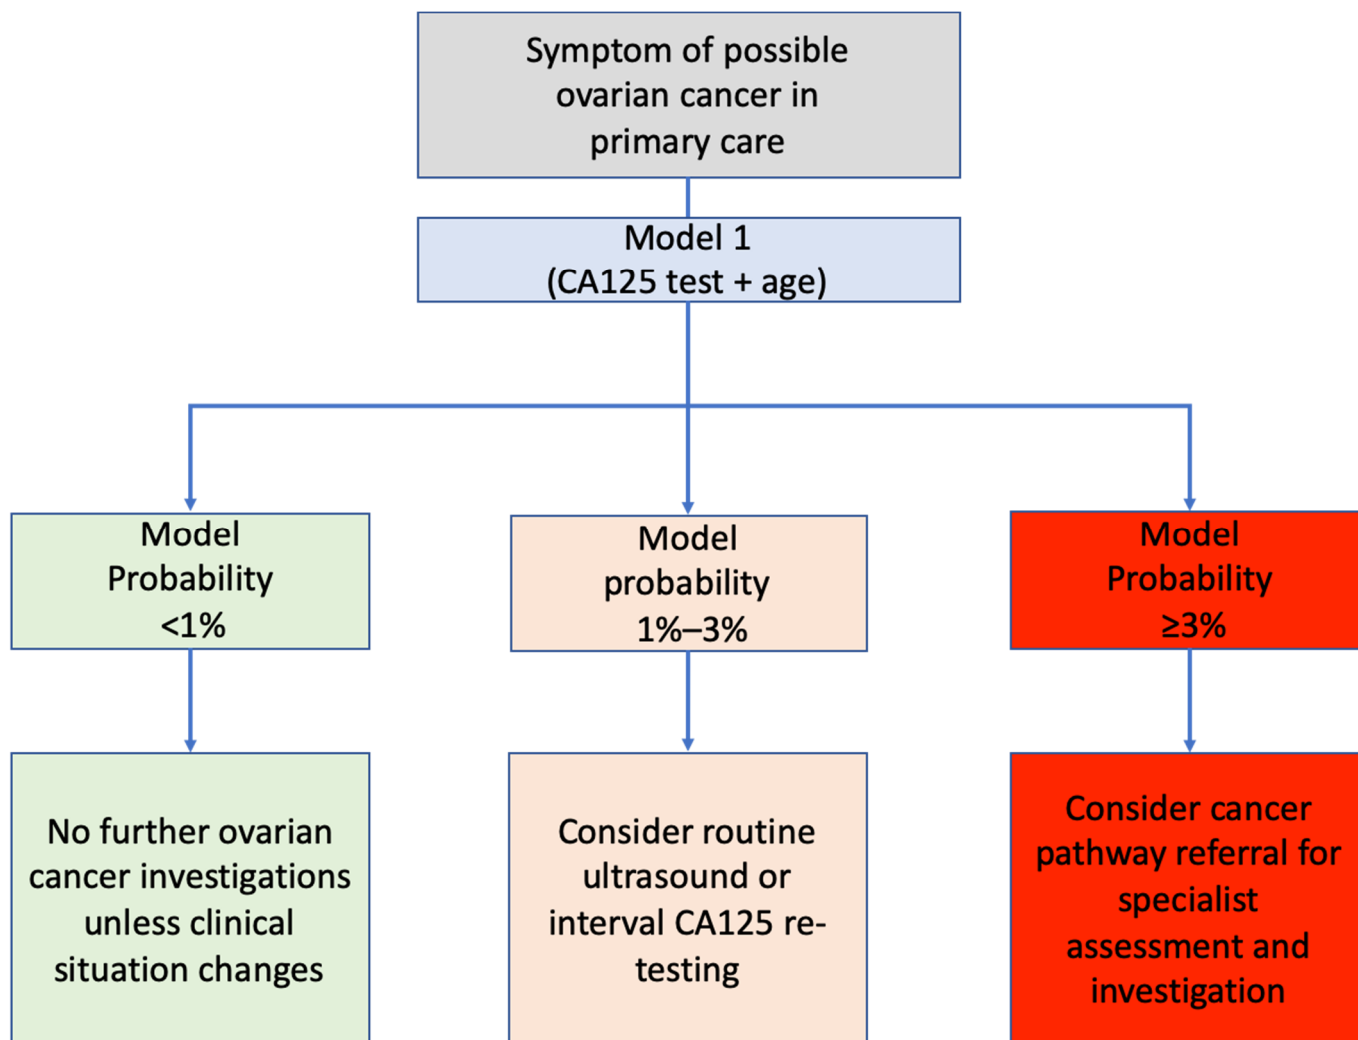 Symptom of possible
ovarian cancer in
primary care
Model 1
(CA125 test + age)
Model
Probability
<1%
Model
probability
1%–3%
Model
Probability
≥3%
No further ovarian
cancer investigations
unless clinical
situation changes
Consider routine
ultrasound or
interval CA125 re-
testing
Consider cancer
pathway referral for
specialist
assessment and
investigation